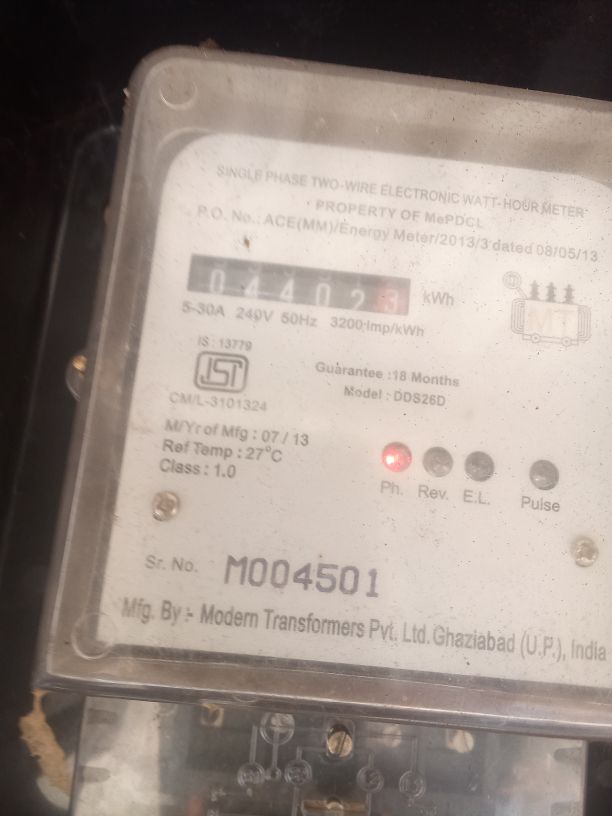 SINGLE PHASE TWO-WIRE ELECTRONIC WATT-HOUR METER
PROPERTY OF MePDCL
P.O. No.: ACE(MM)/Energy Meter/2013/3 dated 08/05/13
04402 kWh
5-30A 240V 50Hz 3200 Imp/kWh
MT
IS : 13779
ISI
CM/L-3101324
Guarantee :18 Months
Model : DDS26D
M/Yr of Mfg : 07 / 13
Ref Temp : 27°C
Class : 1.0
Ph. Rev. E.L. Pulse
Sr. No. M004501
Mfg. By :- Modern Transformers Pvt. Ltd. Ghaziabad (U.P.), India